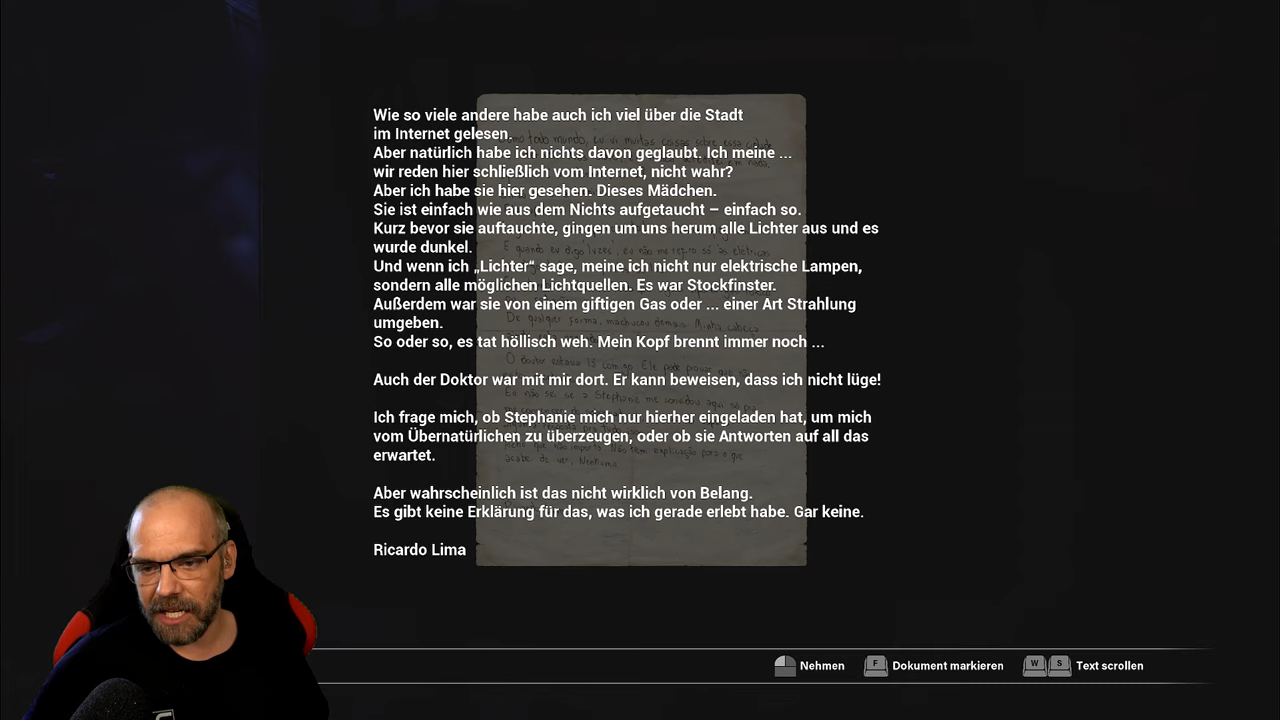 Wie so viele andere habe auch ich viel über die Stadt
im Internet gelesen.
Aber natürlich habe ich nichts davon geglaubt. Ich meine ...
wir reden hier schließlich vom Internet, nicht wahr?
Aber ich habe sie hier gesehen. Dieses Mädchen.
Sie ist einfach wie aus dem Nichts aufgetaucht – einfach so.
Kurz bevor sie auftauchte, gingen um uns herum alle Lichter aus und es
wurde dunkel.
Und wenn ich „Lichter“ sage, meine ich nicht nur elektrische Lampen,
sondern alle möglichen Lichtquellen. Es war Stockfinster.
Außerdem war sie von einem giftigen Gas oder ... einer Art Strahlung
umgeben.
So oder so, es tat höllisch weh. Mein Kopf brennt immer noch ...
Auch der Doktor war mit mir dort. Er kann beweisen, dass ich nicht lüge!
Ich frage mich, ob Stephanie mich nur hierher eingeladen hat, um mich
vom Übernatürlichen zu überzeugen, oder ob sie Antworten auf all das
erwartet.
Aber wahrscheinlich ist das nicht wirklich von Belang.
Es gibt keine Erklärung für das, was ich gerade erlebt habe. Gar keine.
Ricardo Lima
Nehmen F Dokument markieren W S Text scrollen